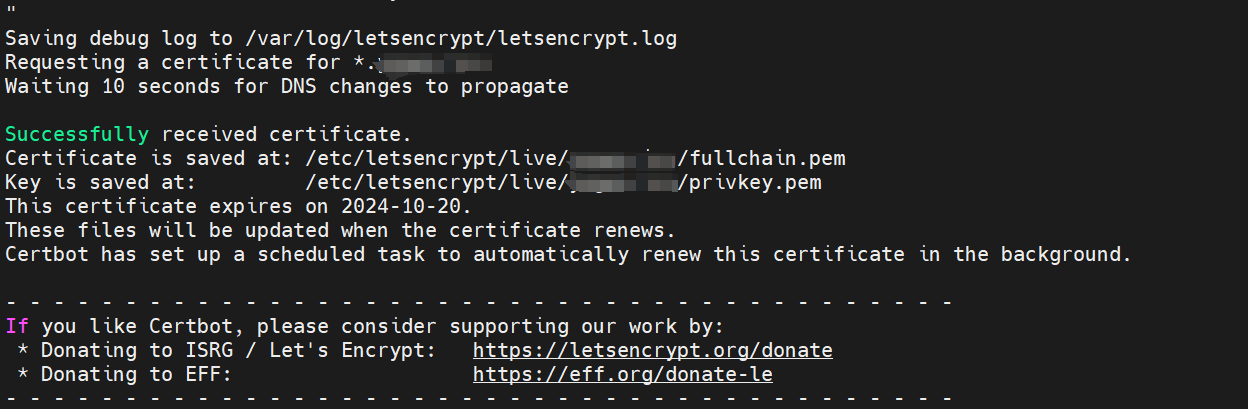 "
Saving debug log to /var/log/letsencrypt/letsencrypt.log
Requesting a certificate for *.
Waiting 10 seconds for DNS changes to propagate
Successfully received certificate.
Certificate is saved at: /etc/letsencrypt/live/ /fullchain.pem
Key is saved at: /etc/letsencrypt/live/ /privkey.pem
This certificate expires on 2024-10-20.
These files will be updated when the certificate renews.
Certbot has set up a scheduled task to automatically renew this certificate in the background.
- - - - - - - - - - - - - - - - - - - - - - - - - - - - - - - - - - - - - - - -
If you like Certbot, please consider supporting our work by:
* Donating to ISRG / Let's Encrypt: https://letsencrypt.org/donate
* Donating to EFF: https://eff.org/donate-le
- - - - - - - - - - - - - - - - - - - - - - - - - - - - - - - - - - - - - - - -